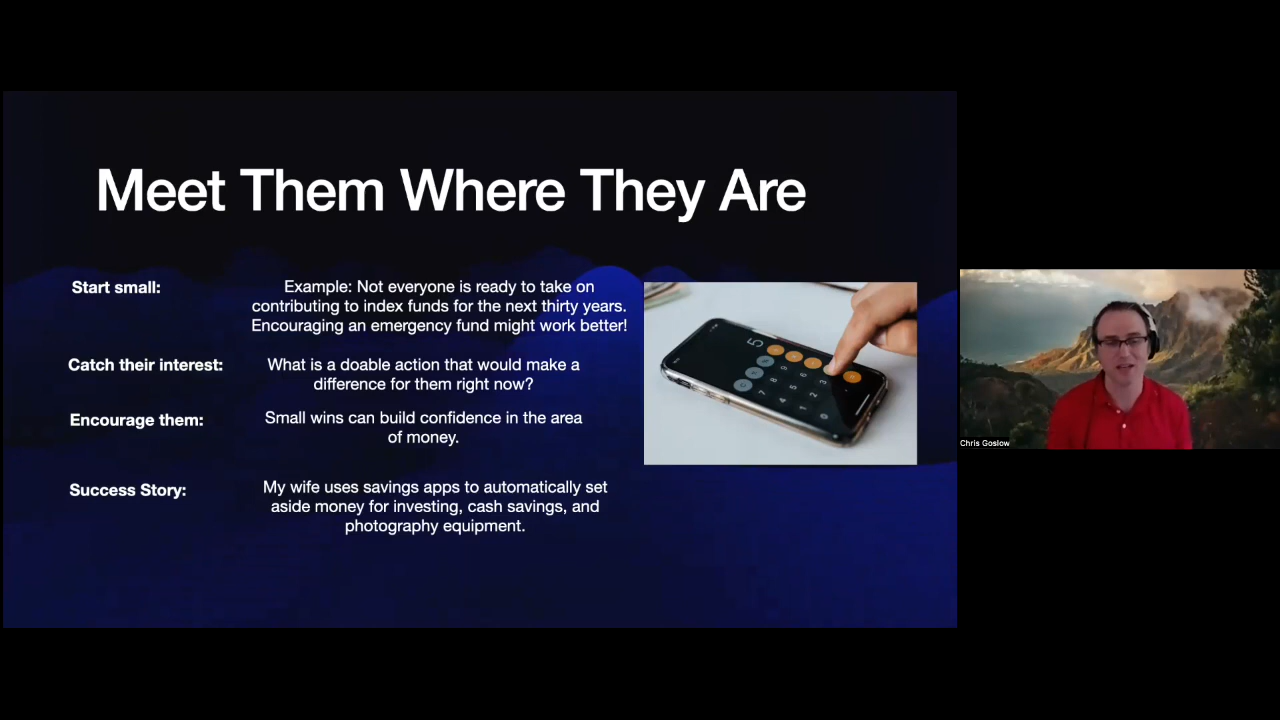 Meet Them Where They Are
Start small:
Example: Not everyone is ready to take on
contributing to index funds for the next thirty years.
Encouraging an emergency fund might work better!
Catch their interest:
What is a doable action that would make a
difference for them right now?
Encourage them:
Small wins can build confidence in the area
of money.
Success Story:
My wife uses savings apps to automatically set
aside money for investing, cash savings, and
photography equipment.
Chris Goslow